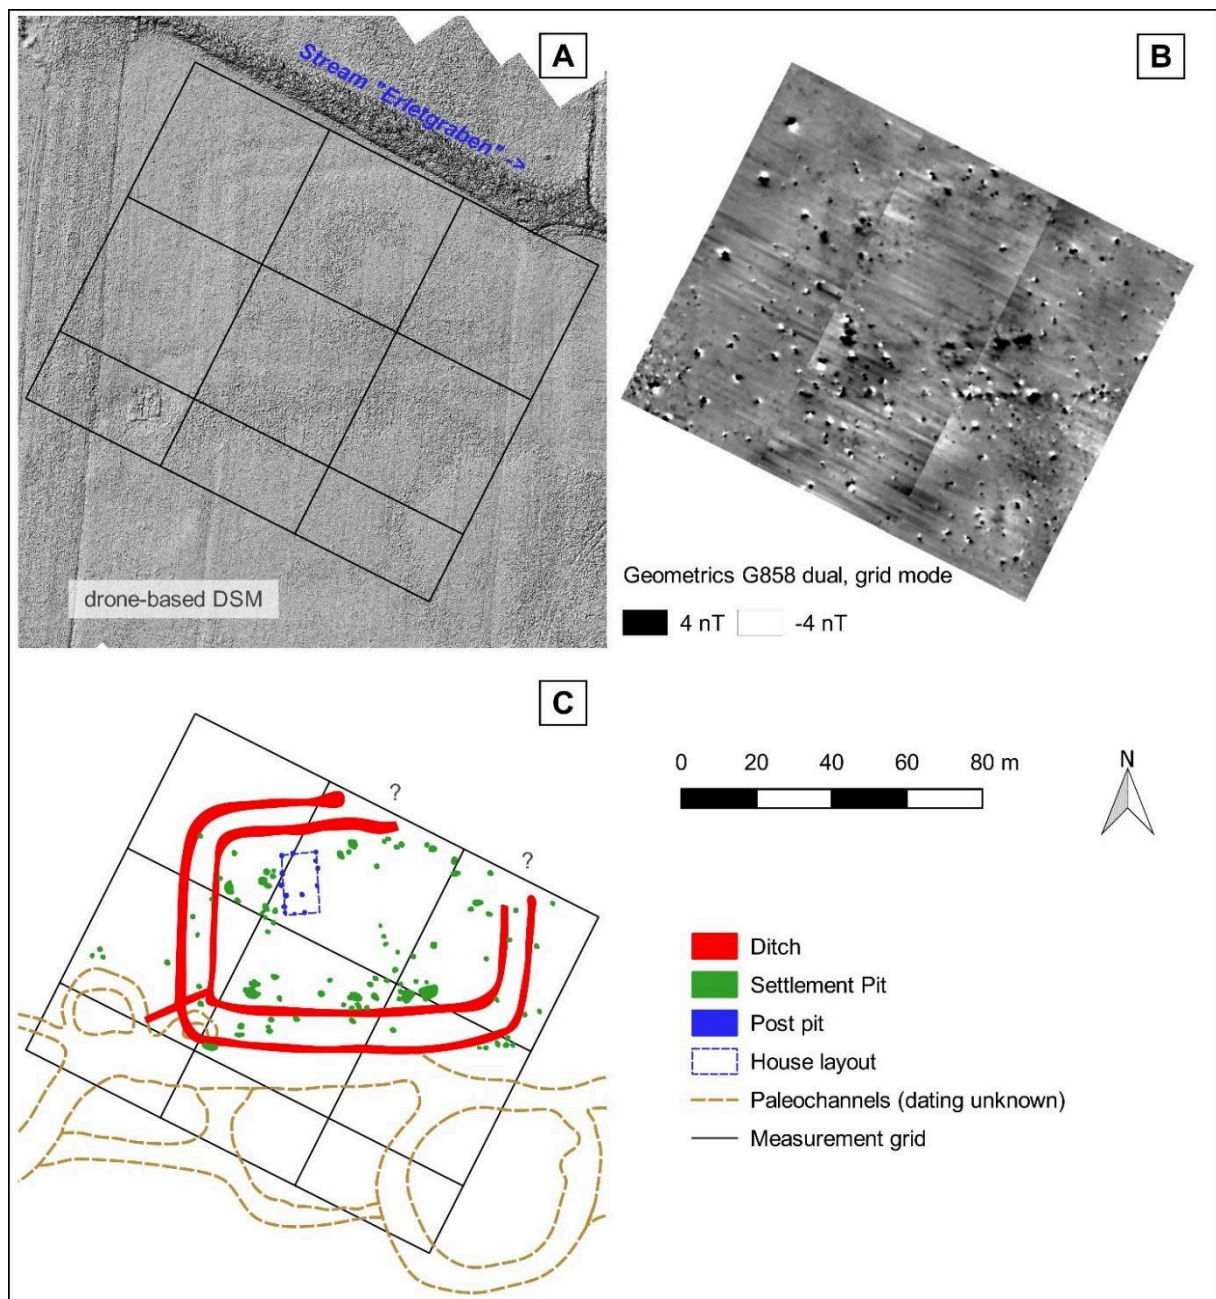 A
Stream "Erletgraben" ->
drone-based DSM
B
Geometrics G858 dual, grid mode
4 nT
-4 nT
C
?
?
0 20 40 60 80 m
N
Ditch
Settlement Pit
Post pit
House layout
Paleochannels (dating unknown)
Measurement grid